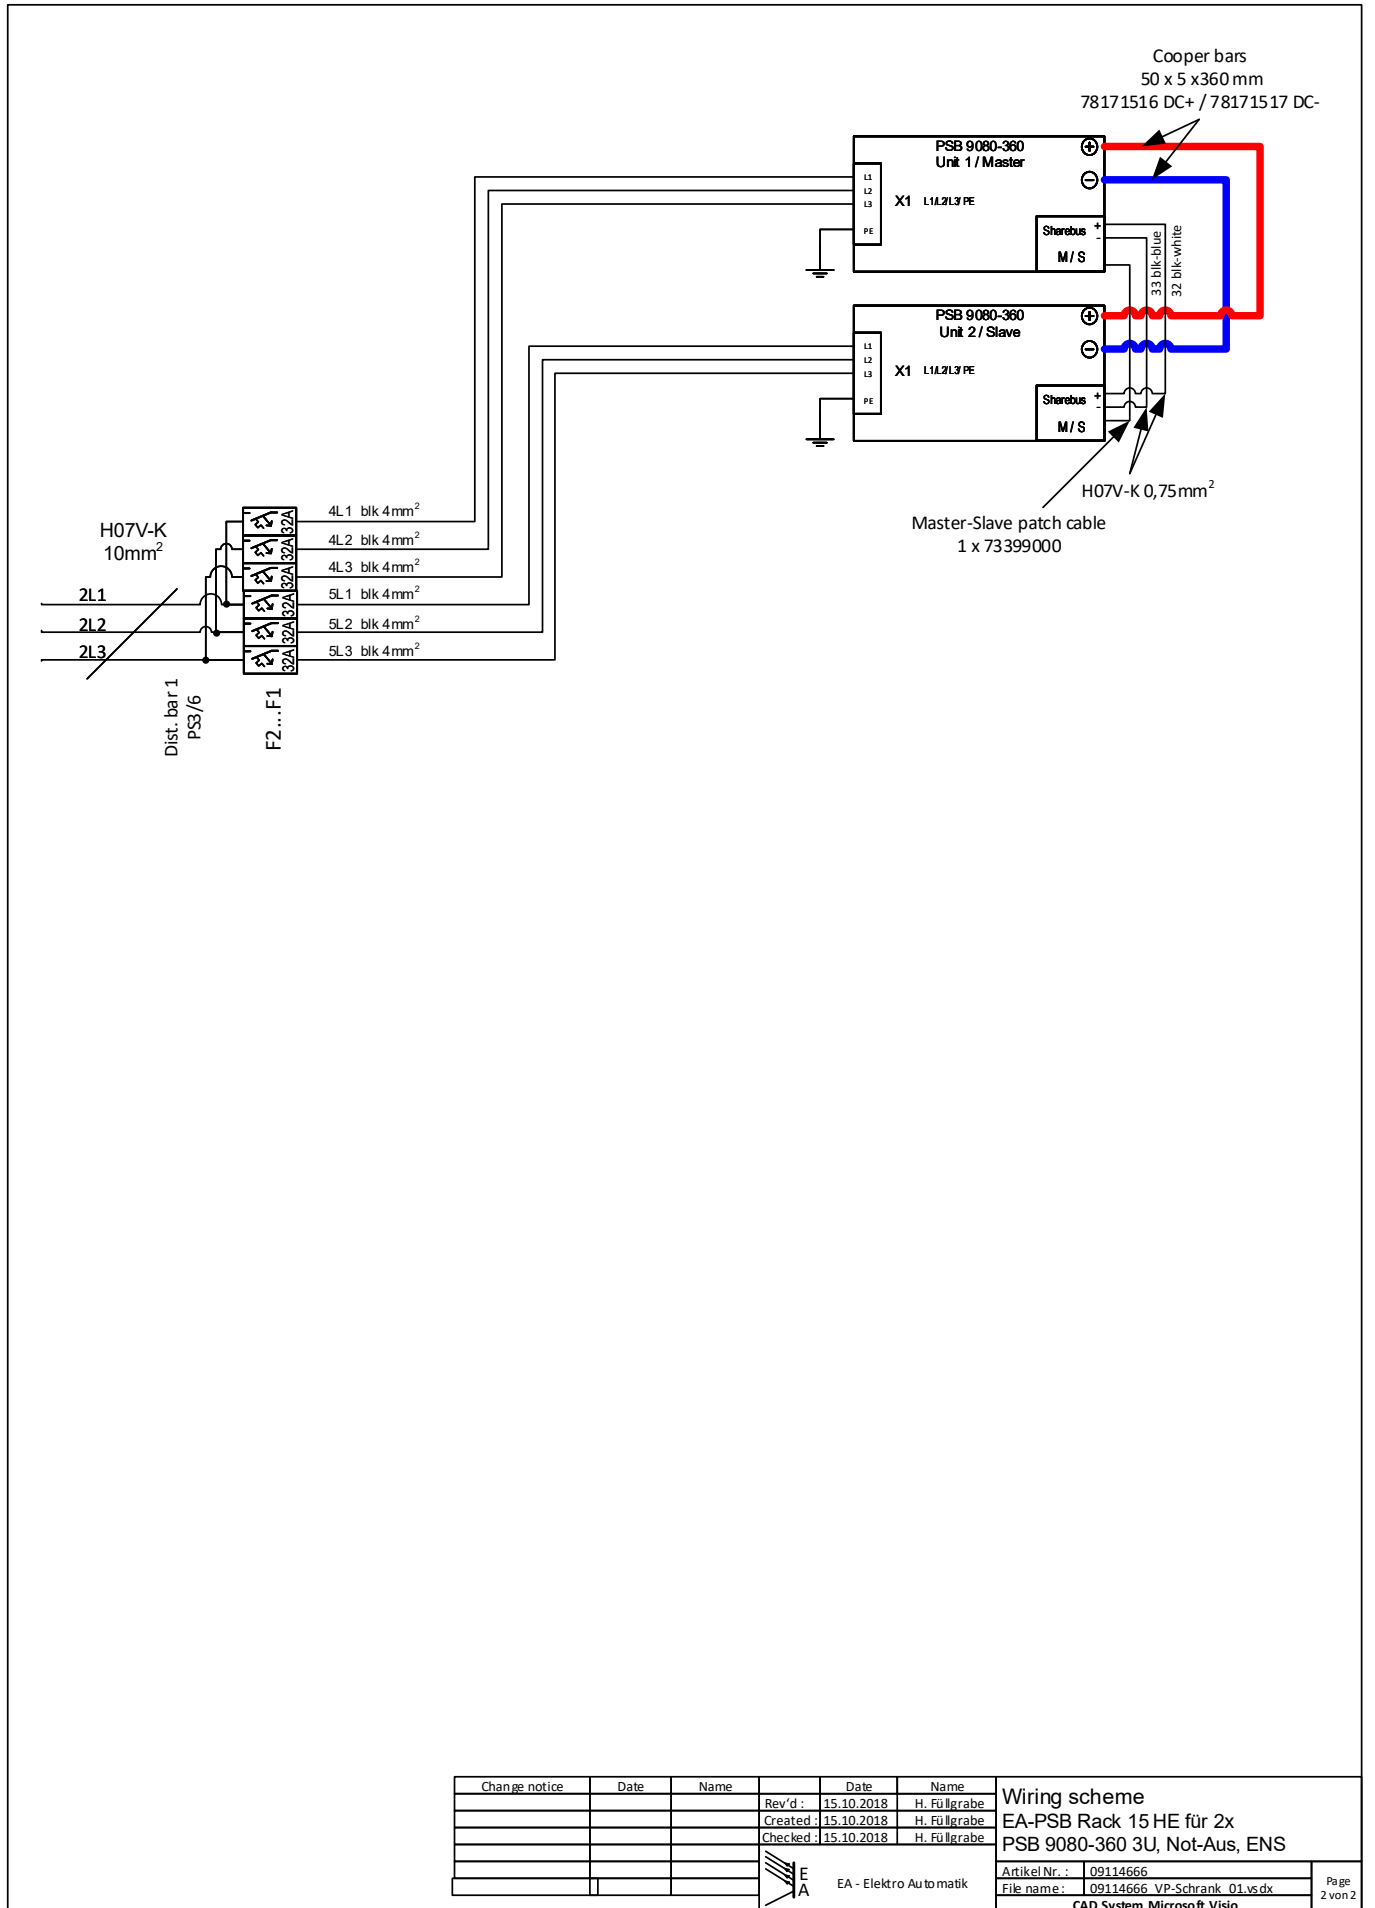 Cooper bars
50 x 5 x360 mm
78171516 DC+ / 78171517 DC-
PSB 9080-360
Unit 1 / Master
L1
L2
L3
PE
X1 L1/L2/L3/ PE
Sharebus + -
M / S
33 blk-blue
32 blk-white
PSB 9080-360
Unit 2 / Slave
L1
L2
L3
PE
X1 L1/L2/L3/ PE
Sharebus + -
M / S
H07V-K 0,75mm²
Master-Slave patch cable
1 x 73399000
H07V-K
10mm²
2L1
2L2
2L3
32A
32A
32A
32A
32A
32A
4L1 blk 4mm²
4L2 blk 4mm²
4L3 blk 4mm²
5L1 blk 4mm²
5L2 blk 4mm²
5L3 blk 4mm²
Dist. bar 1
PS3/6
F2...F1
Change notice Date Name Date Name
Rev'd : 15.10.2018 H. Füllgrabe
Created : 15.10.2018 H. Füllgrabe
Checked : 15.10.2018 H. Füllgrabe
E
A
EA - Elektro Automatik
Wiring scheme
EA-PSB Rack 15 HE für 2x
PSB 9080-360 3U, Not-Aus, ENS
Artikel Nr. : 09114666
File name : 09114666_VP-Schrank_01.vsdx
CAD System Microsoft Visio
Page
2 von 2